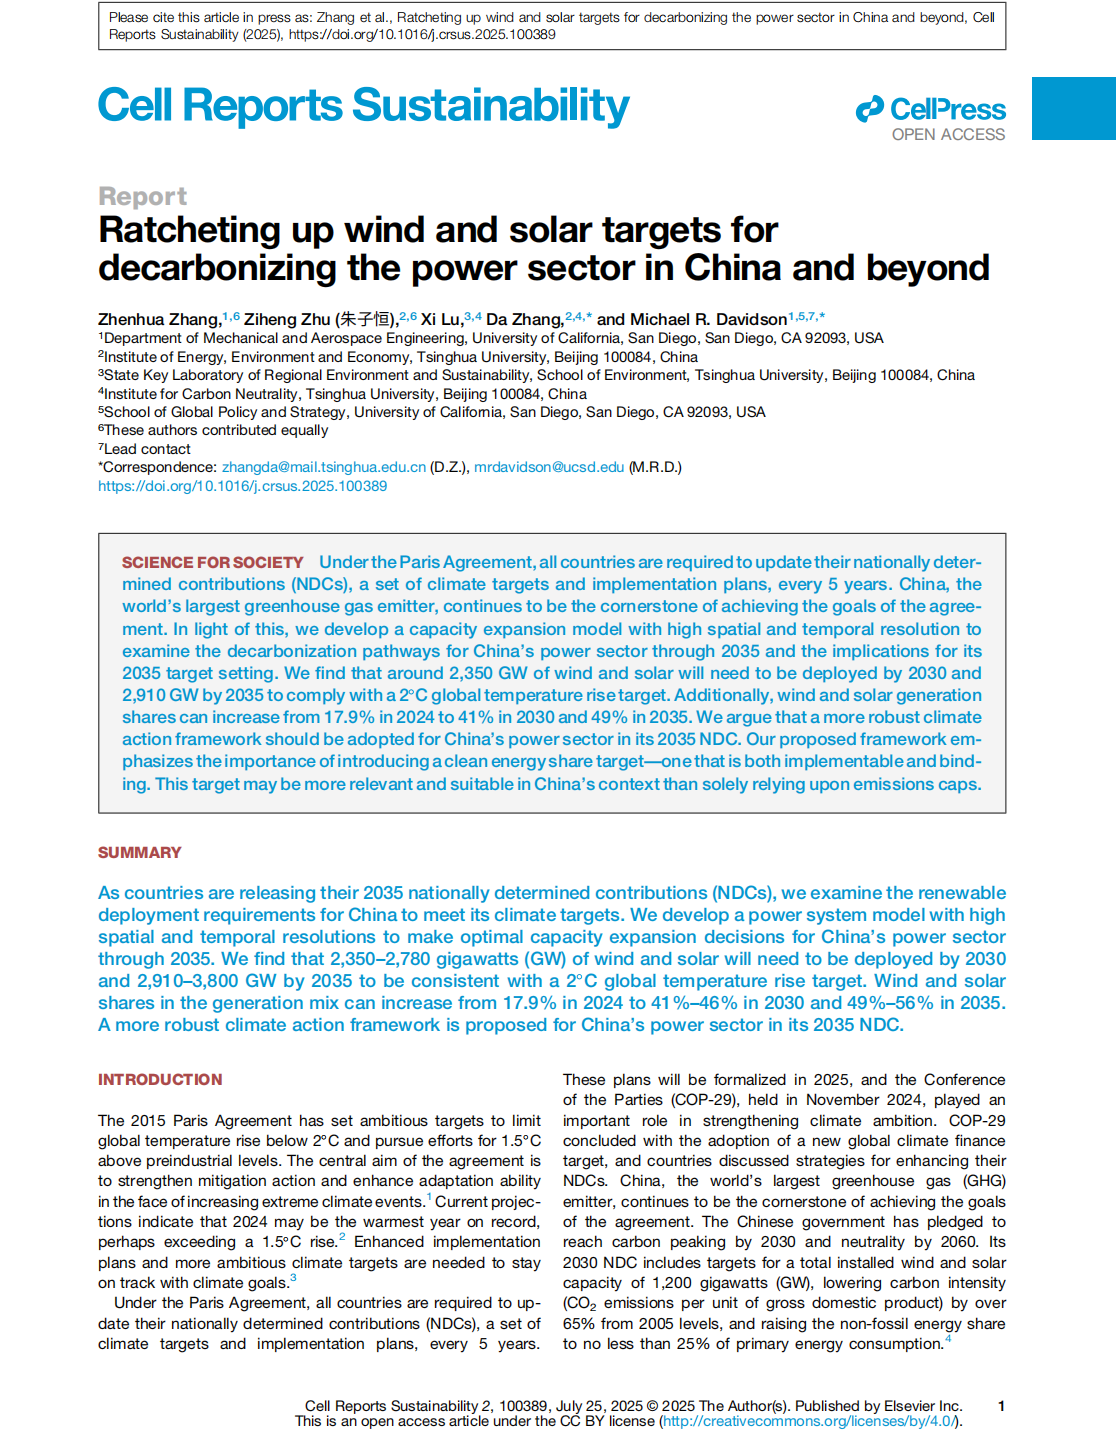 Please cite this article in press as: Zhang et al., Ratcheting up wind and solar targets for decarbonizing the power sector in China and beyond, Cell
Reports Sustainability (2025), https://doi.org/10.1016/j.crsus.2025.100389
Cell Reports Sustainability
CellPress
OPEN ACCESS
Report
Ratcheting up wind and solar targets for
decarbonizing the power sector in China and beyond
Zhenhua Zhang,1,6 Ziheng Zhu (朱子恒),2,6 Xi Lu,3,4 Da Zhang,2,4,* and Michael R. Davidson1,5,7,*
1Department of Mechanical and Aerospace Engineering, University of California, San Diego, San Diego, CA 92093, USA
2Institute of Energy, Environment and Economy, Tsinghua University, Beijing 100084, China
3State Key Laboratory of Regional Environment and Sustainability, School of Environment, Tsinghua University, Beijing 100084, China
4Institute for Carbon Neutrality, Tsinghua University, Beijing 100084, China
5School of Global Policy and Strategy, University of California, San Diego, San Diego, CA 92093, USA
6These authors contributed equally
7Lead contact
*Correspondence: zhangda@mail.tsinghua.edu.cn (D.Z.), mrdavidson@ucsd.edu (M.R.D.)
https://doi.org/10.1016/j.crsus.2025.100389
SCIENCE FOR SOCIETY Under the Paris Agreement, all countries are required to update their nationally deter-
mined contributions (NDCs), a set of climate targets and implementation plans, every 5 years. China, the
world's largest greenhouse gas emitter, continues to be the cornerstone of achieving the goals of the agree-
ment. In light of this, we develop a capacity expansion model with high spatial and temporal resolution to
examine the decarbonization pathways for China's power sector through 2035 and the implications for its
2035 target setting. We find that around 2,350 GW of wind and solar will need to be deployed by 2030 and
2,910 GW by 2035 to comply with a 2°C global temperature rise target. Additionally, wind and solar generation
shares can increase from 17.9% in 2024 to 41% in 2030 and 49% in 2035. We argue that a more robust climate
action framework should be adopted for China's power sector in its 2035 NDC. Our proposed framework em-
phasizes the importance of introducing a clean energy share target—one that is both implementable and bind-
ing. This target may be more relevant and suitable in China's context than solely relying upon emissions caps.
SUMMARY
As countries are releasing their 2035 nationally determined contributions (NDCs), we examine the renewable
deployment requirements for China to meet its climate targets. We develop a power system model with high
spatial and temporal resolutions to make optimal capacity expansion decisions for China's power sector
through 2035. We find that 2,350–2,780 gigawatts (GW) of wind and solar will need to be deployed by 2030
and 2,910–3,800 GW by 2035 to be consistent with a 2°C global temperature rise target. Wind and solar
shares in the generation mix can increase from 17.9% in 2024 to 41%–46% in 2030 and 49%–56% in 2035.
A more robust climate action framework is proposed for China's power sector in its 2035 NDC.
INTRODUCTION
The 2015 Paris Agreement has set ambitious targets to limit
global temperature rise below 2°C and pursue efforts for 1.5°C
above preindustrial levels. The central aim of the agreement is
to strengthen mitigation action and enhance adaptation ability
in the face of increasing extreme climate events.1 Current projec-
tions indicate that 2024 may be the warmest year on record,
perhaps exceeding a 1.5°C rise.2 Enhanced implementation
plans and more ambitious climate targets are needed to stay
on track with climate goals.3
Under the Paris Agreement, all countries are required to up-
date their nationally determined contributions (NDCs), a set of
climate targets and implementation plans, every 5 years.
These plans will be formalized in 2025, and the Conference
of the Parties (COP-29), held in November 2024, played an
important role in strengthening climate ambition. COP-29
concluded with the adoption of a new global climate finance
target, and countries discussed strategies for enhancing their
NDCs. China, the world's largest greenhouse gas (GHG)
emitter, continues to be the cornerstone of achieving the goals
of the agreement. The Chinese government has pledged to
reach carbon peaking by 2030 and neutrality by 2060. Its
2030 NDC includes targets for a total installed wind and solar
capacity of 1,200 gigawatts (GW), lowering carbon intensity
(CO2 emissions per unit of gross domestic product) by over
65% from 2005 levels, and raising the non-fossil energy share
to no less than 25% of primary energy consumption.4
Cell Reports Sustainability 2, 100389, July 25, 2025 © 2025 The Author(s). Published by Elsevier Inc. 1
This is an open access article under the CC BY license (http://creativecommons.org/licenses/by/4.0/).